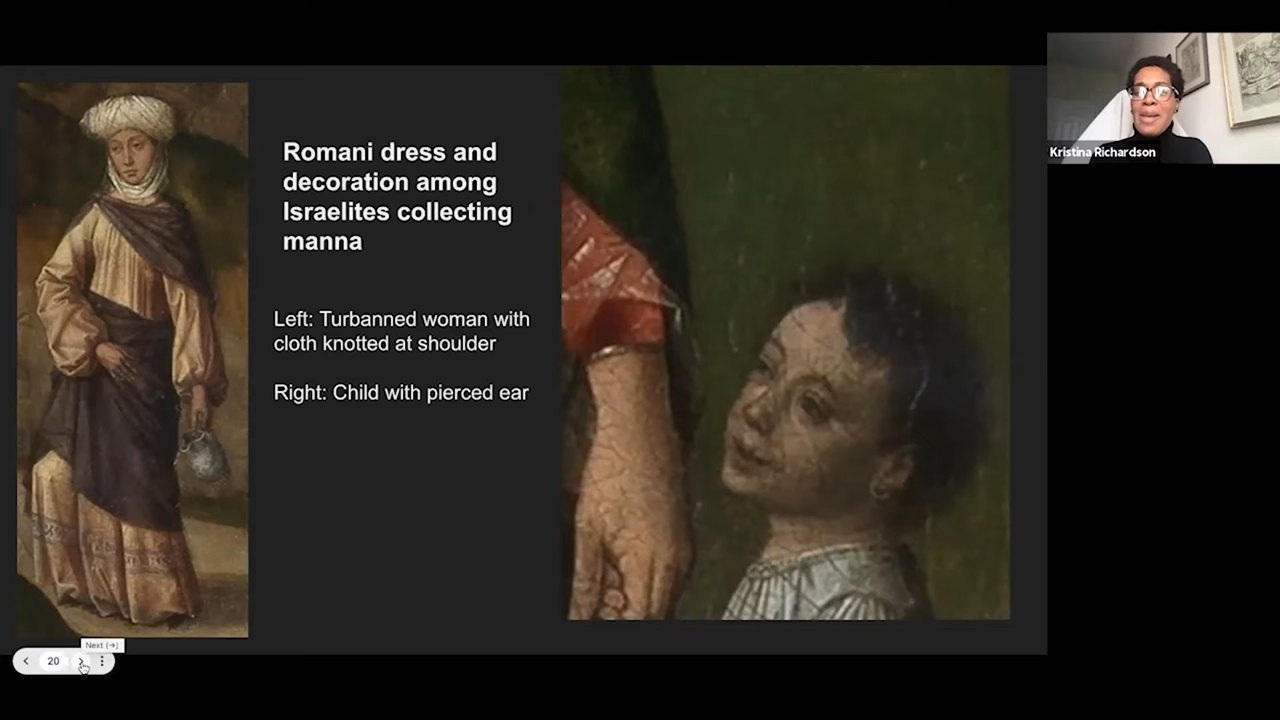 Romani dress and
decoration among
Israelites collecting
manna
Left: Turbanned woman with
cloth knotted at shoulder
Right: Child with pierced ear
Kristina Richardson
Next (→)
20